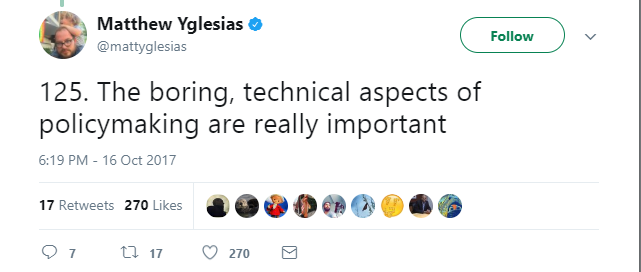 Matthew Yglesias
@mattyglesias
Follow
125. The boring, technical aspects of
policymaking are really important
6:19 PM - 16 Oct 2017
17 Retweets 270 Likes
7 17 270